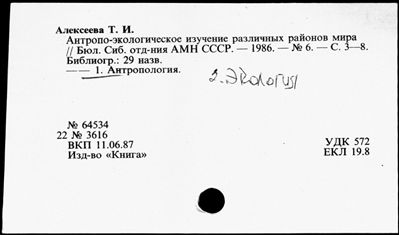 Алексеева Т. И.
Антропо-экологическое изучение различных районов мира
// Бюл. Сиб. отд-ния АМН СССР. — 1986. — № 6. — С. 3—8.
Библиогр.: 29 назв.
— — 1. Антропология.
2. Экология
№ 64534
22 № 3616
ВКП 11.06.87
Изд-во «Книга»
УДК 572
ЕКЛ 19.8